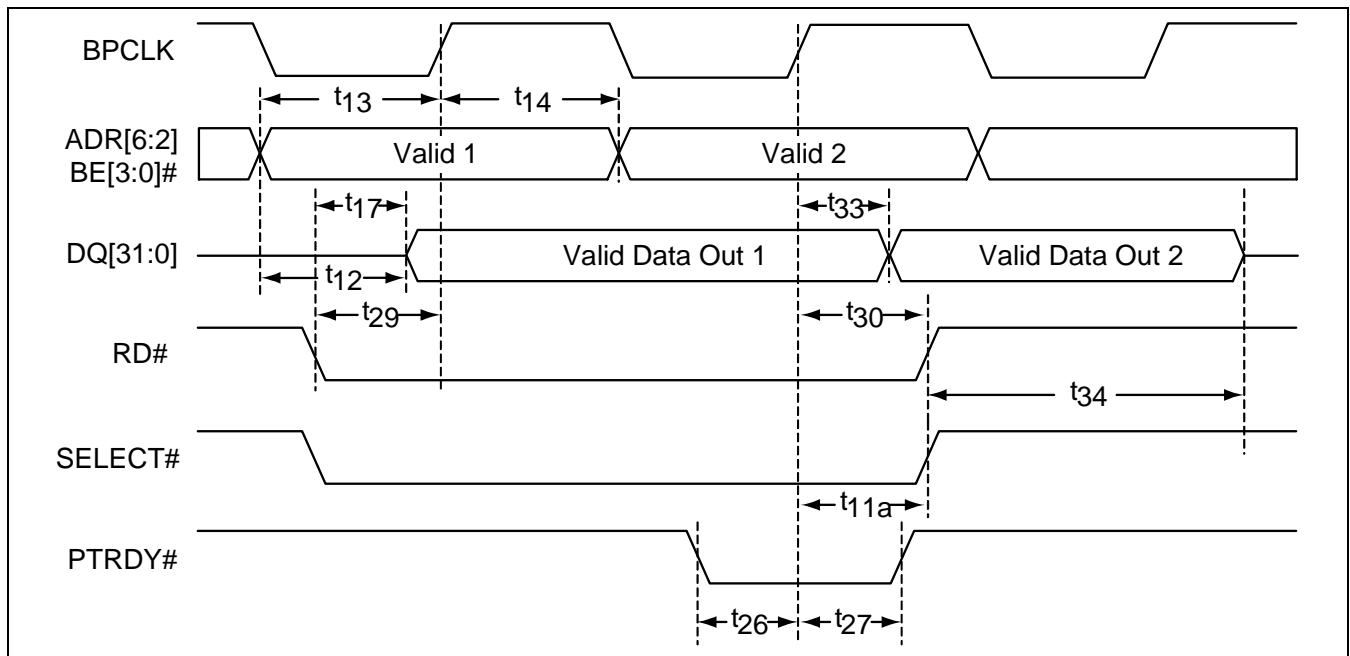 BPCLK
t13
t14
ADR[6:2]
BE[3:0]#
Valid 1
Valid 2
t17
t33
DQ[31:0]
Valid Data Out 1
Valid Data Out 2
t12
t29
t30
RD#
t34
SELECT#
t11a
PTRDY#
t26
t27